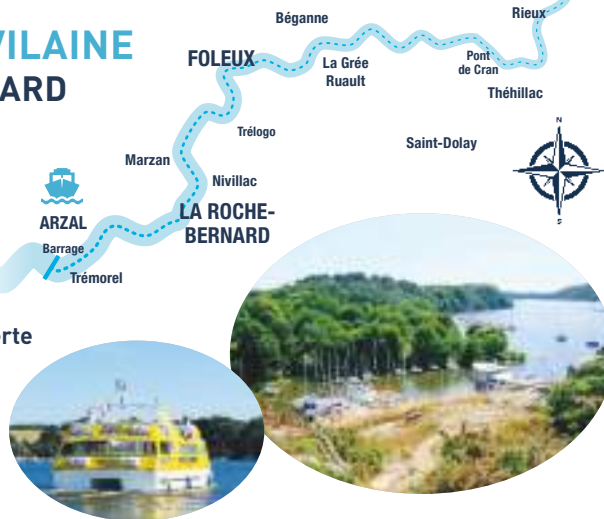 VILAINE
ARD
Béganne
Rieux
FOLEUX
La Grée
Ruault
Pont
de Cran
Théhillac
Trélogo
Saint-Dolay
Marzan
Nivillac
LA ROCHE-
BERNARD
ARZAL
Barrage
Trémorel
rte
N
S